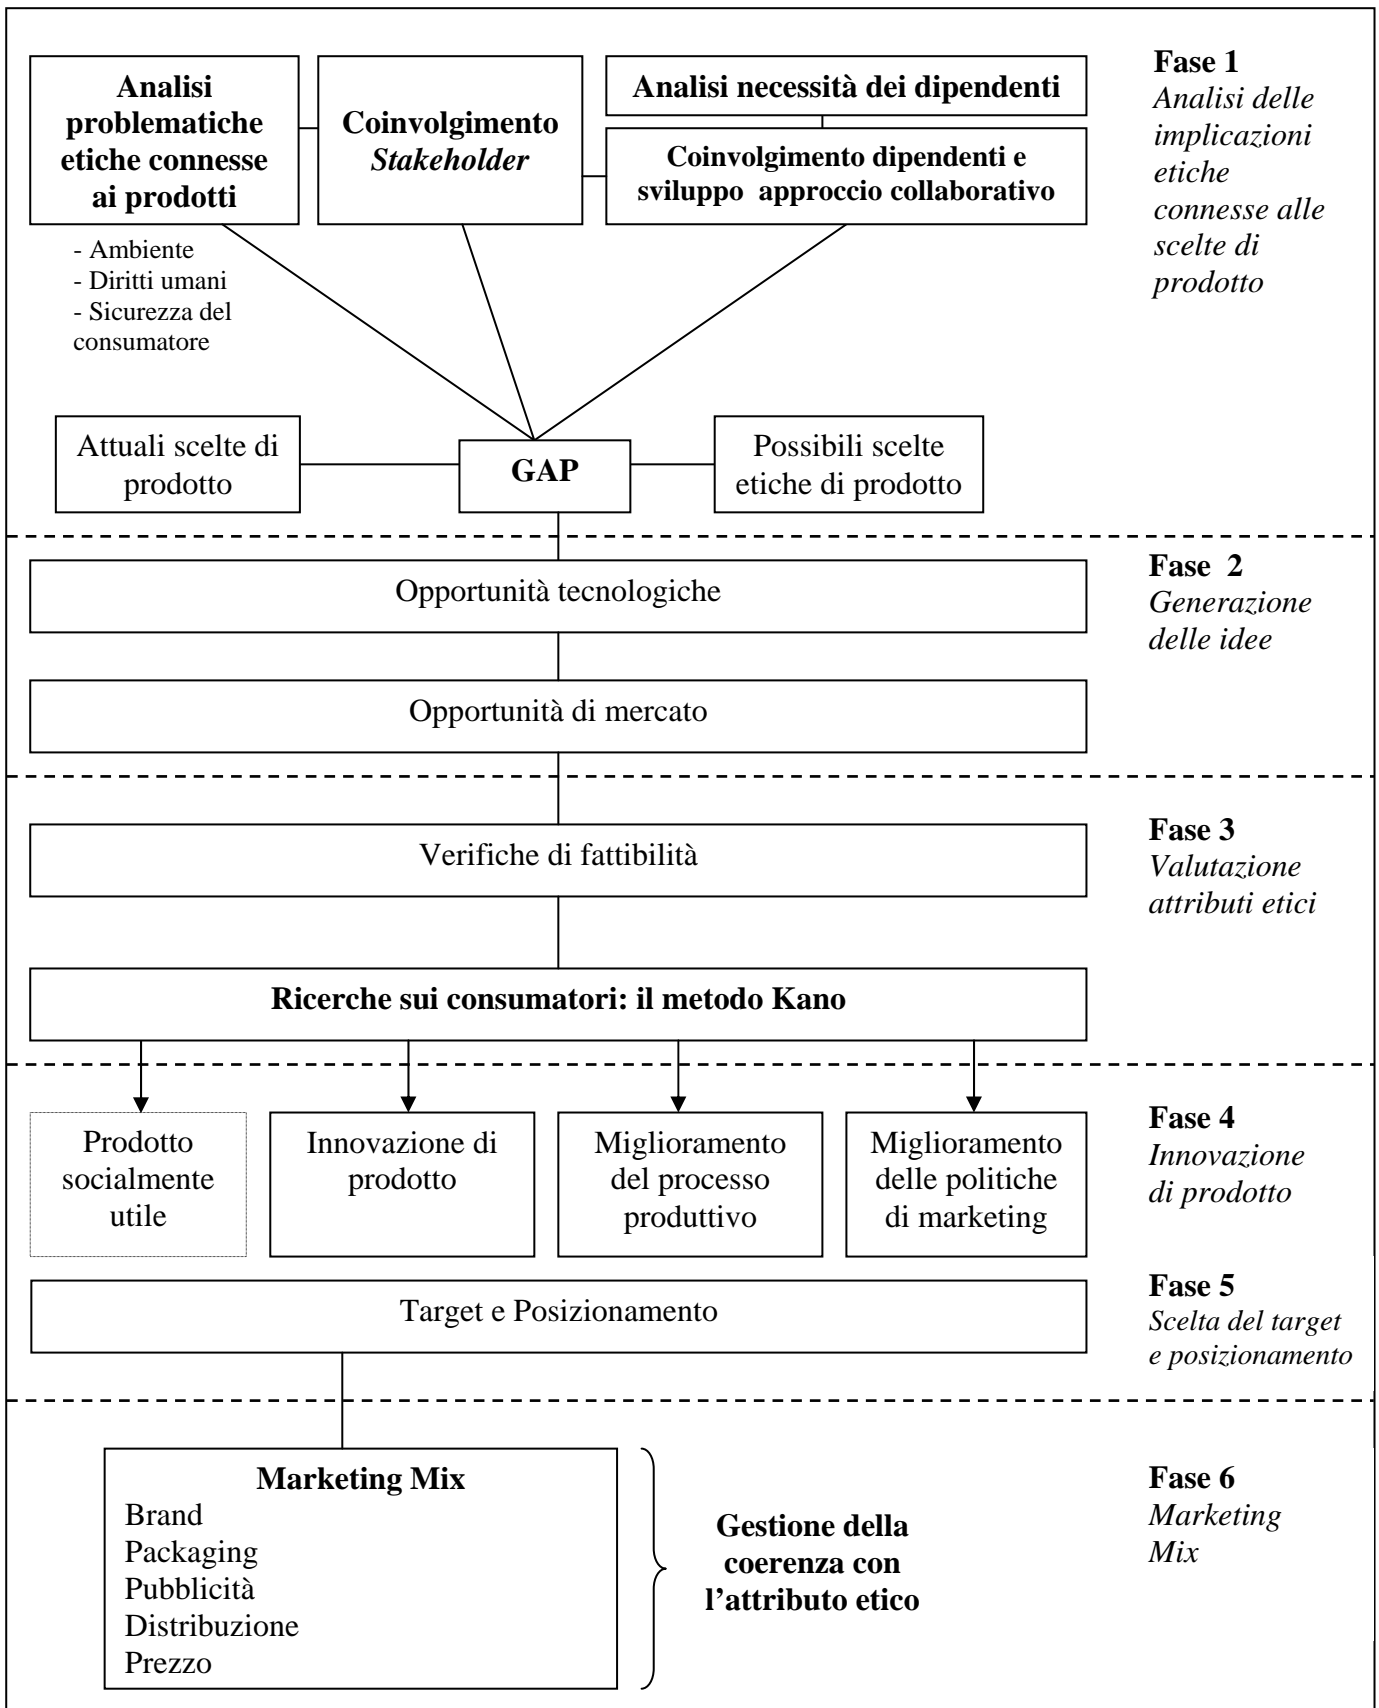 Analisi
problematiche
etiche connesse
ai prodotti
Coinvolgimento
Stakeholder
Analisi necessità dei dipendenti
Coinvolgimento dipendenti e
sviluppo approccio collaborativo
Fase 1
Analisi delle
implicazioni
etiche
connesse alle
scelte di
prodotto
- Ambiente
- Diritti umani
- Sicurezza del
consumatore
Attuali scelte di
prodotto
GAP
Possibili scelte
etiche di prodotto
Opportunità tecnologiche
Fase 2
Generazione
delle idee
Opportunità di mercato
Verifiche di fattibilità
Fase 3
Valutazione
attributi etici
Ricerche sui consumatori: il metodo Kano
Prodotto
socialmente
utile
Innovazione di
prodotto
Miglioramento
del processo
produttivo
Miglioramento
delle politiche
di marketing
Fase 4
Innovazione
di prodotto
Target e Posizionamento
Fase 5
Scelta del target
e posizionamento
Marketing Mix
Brand
Packaging
Pubblicità
Distribuzione
Prezzo
Gestione della
coerenza con
l’attributo etico
Fase 6
Marketing
Mix